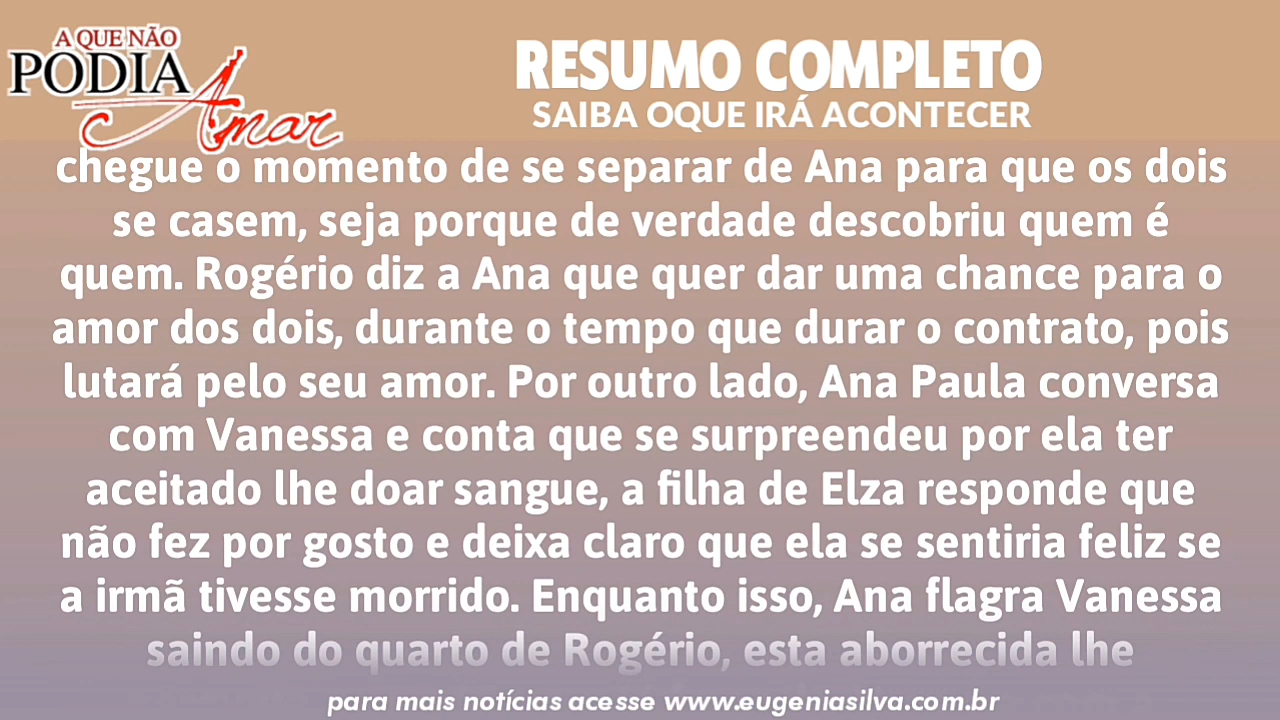 A QUE NÃO
PODIA
Amar
RESUMO COMPLETO
SAIBA OQUE IRÁ ACONTECER
chegue o momento de se separar de Ana para que os dois
se casem, seja porque de verdade descobriu quem é
quem. Rogério diz a Ana que quer dar uma chance para o
amor dos dois, durante o tempo que durar o contrato, pois
lutará pelo seu amor. Por outro lado, Ana Paula conversa
com Vanessa e conta que se surpreendeu por ela ter
aceitado lhe doar sangue, a filha de Elza responde que
não fez por gosto e deixa claro que ela se sentiria feliz se
a irmã tivesse morrido. Enquanto isso, Ana flagra Vanessa
saindo do quarto de Rogério, esta aborrecida lhe
para mais notícias acesse www.eugeniasilva.com.br